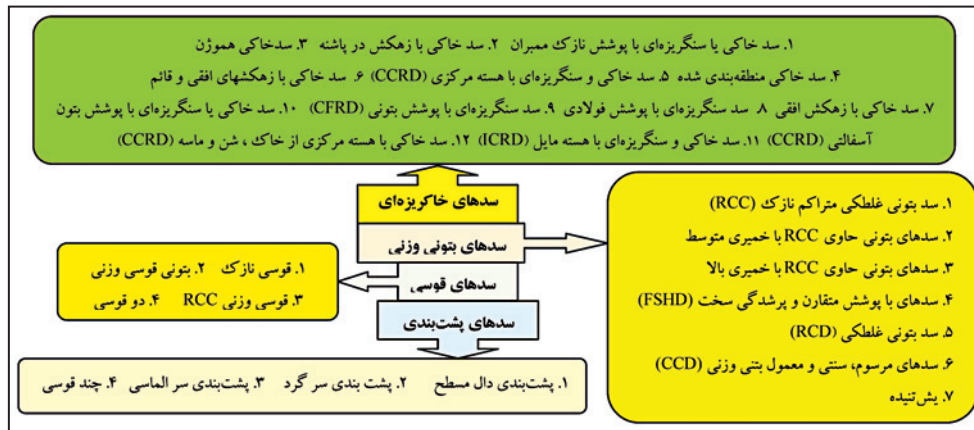 ۱. سد خاکی یا سنگریزه‌ای با پوشش نازک ممبران ۲. سد خاکی با زهکش در پاشنه ۳. سدخاکی هموژن
۴. سد خاکی منطقه‌بندی شده ۵. سد خاکی و سنگریزه‌ای با هسته مرکزی (CCRD) ۶. سد خاکی با زهکشهای افقی و قائم
۷. سد خاکی با زهکش افقی ۸. سد سنگریزه‌ای با پوشش فولادی ۹. سد سنگریزه‌ای با پوشش بتونی (CFRD) ۱۰. سد خاکی یا سنگریزه‌ای با پوشش بتون
آسفالتی (CCRD) ۱۱. سد خاکی و سنگریزه‌ای با هسته مایل (ICRD) ۱۲. سد خاکی با هسته مرکزی از خاک ، شن و ماسه (CCRD)
سدهای خاکریزه‌ای
سدهای بتونی وزنی
سدهای قوسی
سدهای پشت‌بندی
۱. سد بتونی غلطکی متراکم نازک (RCC)
۲. سدهای بتونی حاوی RCC با خمیری متوسط
۳. سدهای بتونی حاوی RCC با خمیری بالا
۴. سدهای با پوشش متقارن و پرشدگی سخت (FSHD)
۵. سد بتونی غلطکی (RCD)
۶. سدهای مرسوم، سنتی و معمول بتنی وزنی (CCD)
۷. پش‌تنیده
۱. قوسی نازک ۲. بتونی قوسی وزنی
۳. قوسی وزنی RCC ۴. دو قوسی
۱. پشت‌بندی دال مسطح ۲. پشت بندی سر گرد ۳. پشت‌بندی سر الماسی ۴. چند قوسی